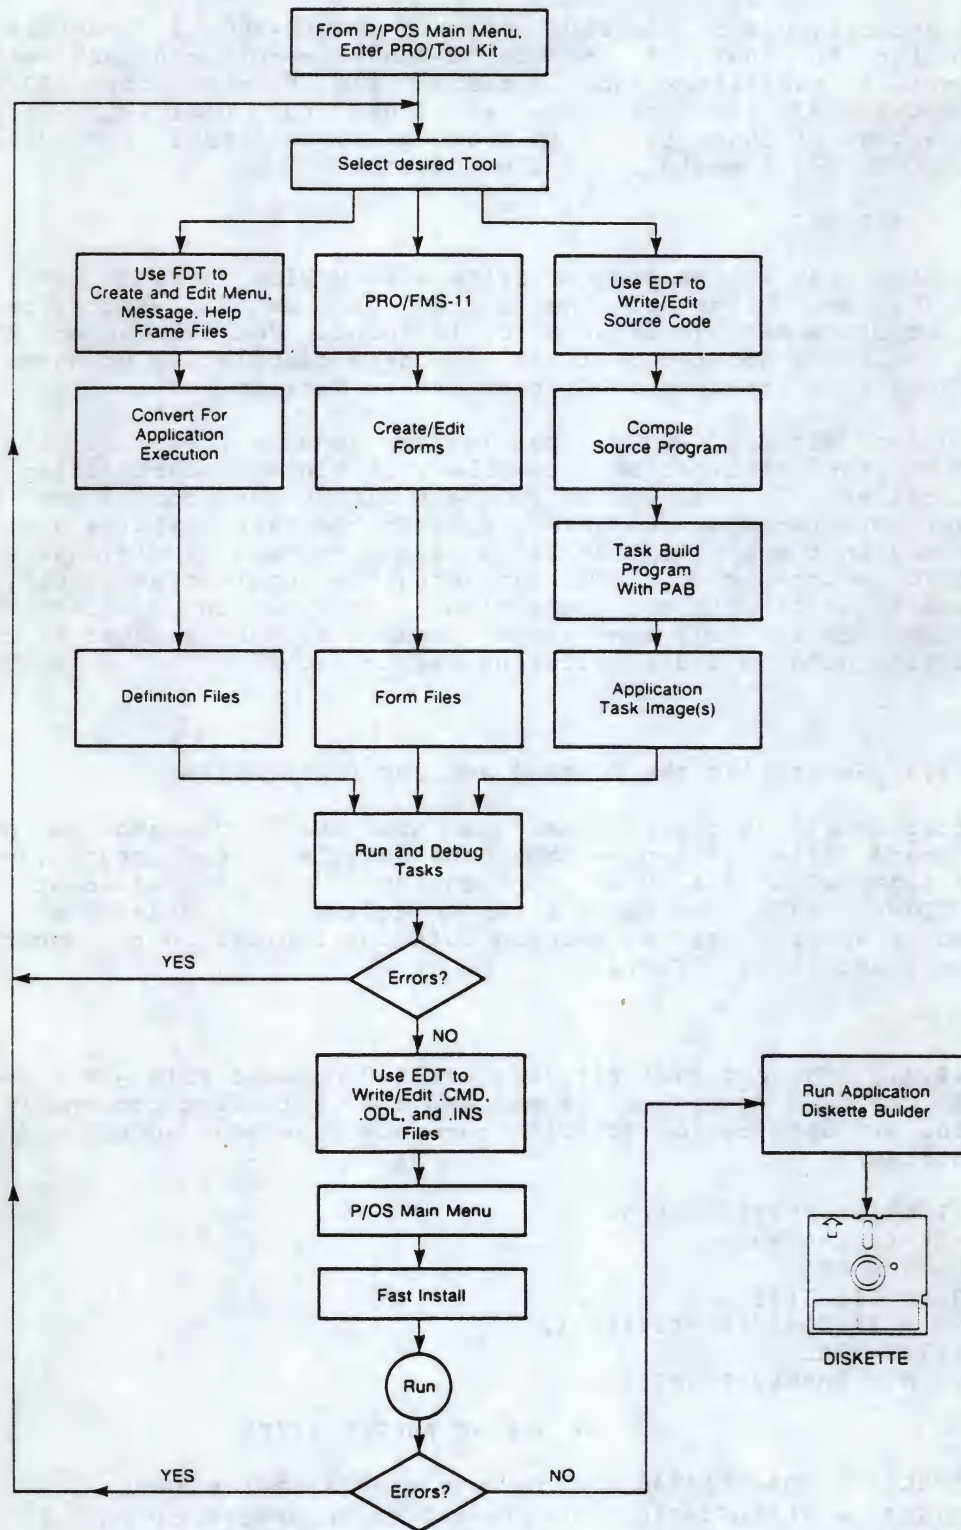 From P/POS Main Menu,
Enter PRO/Tool Kit
Select desired Tool
Use FDT to
Create and Edit Menu,
Message, Help
Frame Files
PRO/FMS-11
Use EDT to
Write/Edit
Source Code
Convert For
Application
Execution
Create/Edit
Forms
Compile
Source Program
Task Build
Program
With PAB
Definition Files
Form Files
Application
Task Image(s)
Run and Debug
Tasks
YES
Errors?
NO
Use EDT to
Write/Edit .CMD,
.ODL, and .INS
Files
Run Application
Diskette Builder
P/OS Main Menu
Fast Install
DISKETTE
Run
YES
Errors?
NO